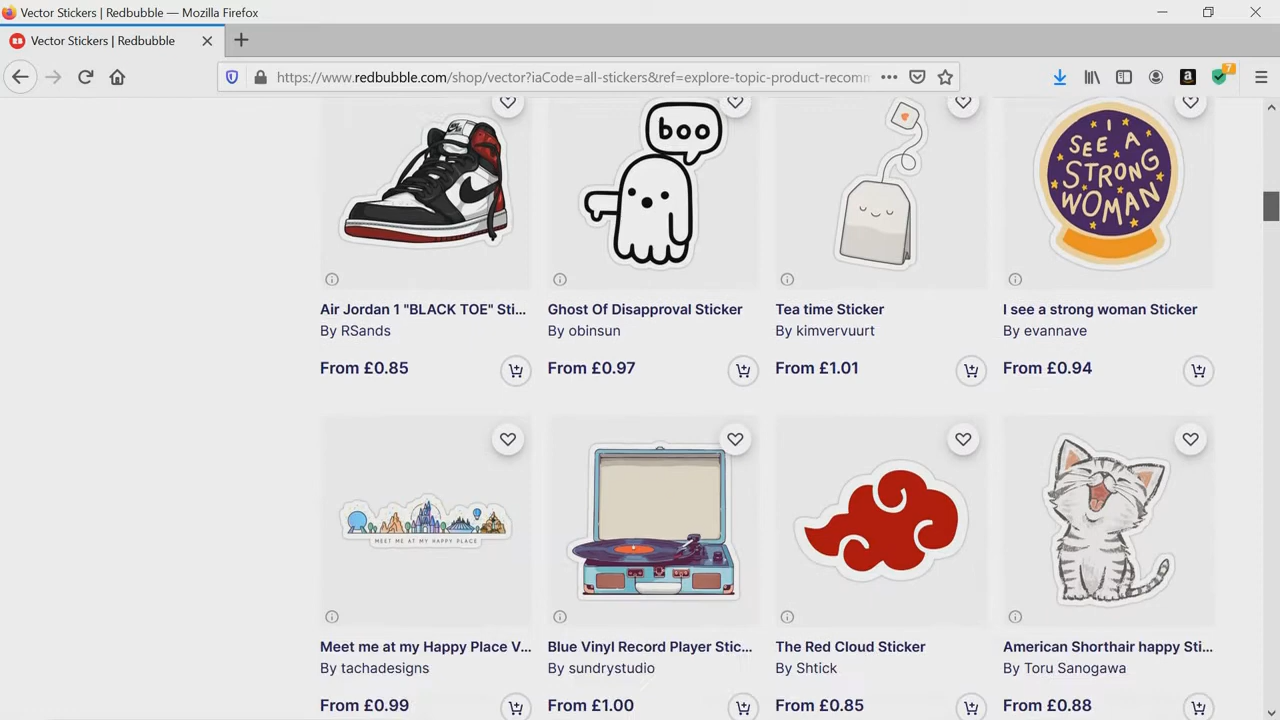 Vector Stickers | Redbubble — Mozilla Firefox
Vector Stickers | Redbubble
https://www.redbubble.com/shop/vector?iaCode=all-stickers&ref=explore-topic-product-recomm
7
boo
I SEE A STRONG WOMAN
Air Jordan 1 "BLACK TOE" Sti... Ghost Of Disapproval Sticker Tea time Sticker I see a strong woman Sticker
By RSands By obinsun By kimvervuurt By evannave
From £0.85 From £0.97 From £1.01 From £0.94
MEET ME AT MY HAPPY PLACE
Meet me at my Happy Place V... Blue Vinyl Record Player Stic... The Red Cloud Sticker American Shorthair happy Sti...
By tachadesigns By sundrystudio By Shtick By Toru Sanogawa
From £0.99 From £1.00 From £0.85 From £0.88